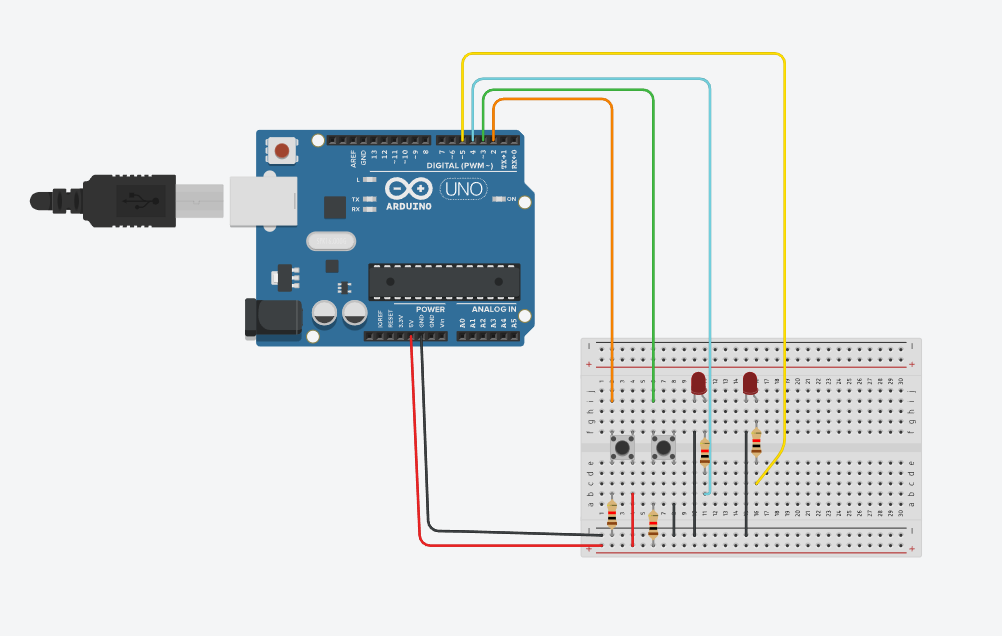 AREF
GND
13
12
~11
~10
~9
8
7
~6
~5
4
~3
2
TX→1
RX←0
DIGITAL (PWM~)
L
TX
RX
ARDUINO
UNO
ON
POWER
ANALOG IN
IOREF
RESET
3.3V
5V
GND
GND
Vin
A0
A1
A2
A3
A4
A5
j
i
h
g
f
e
d
c
b
a